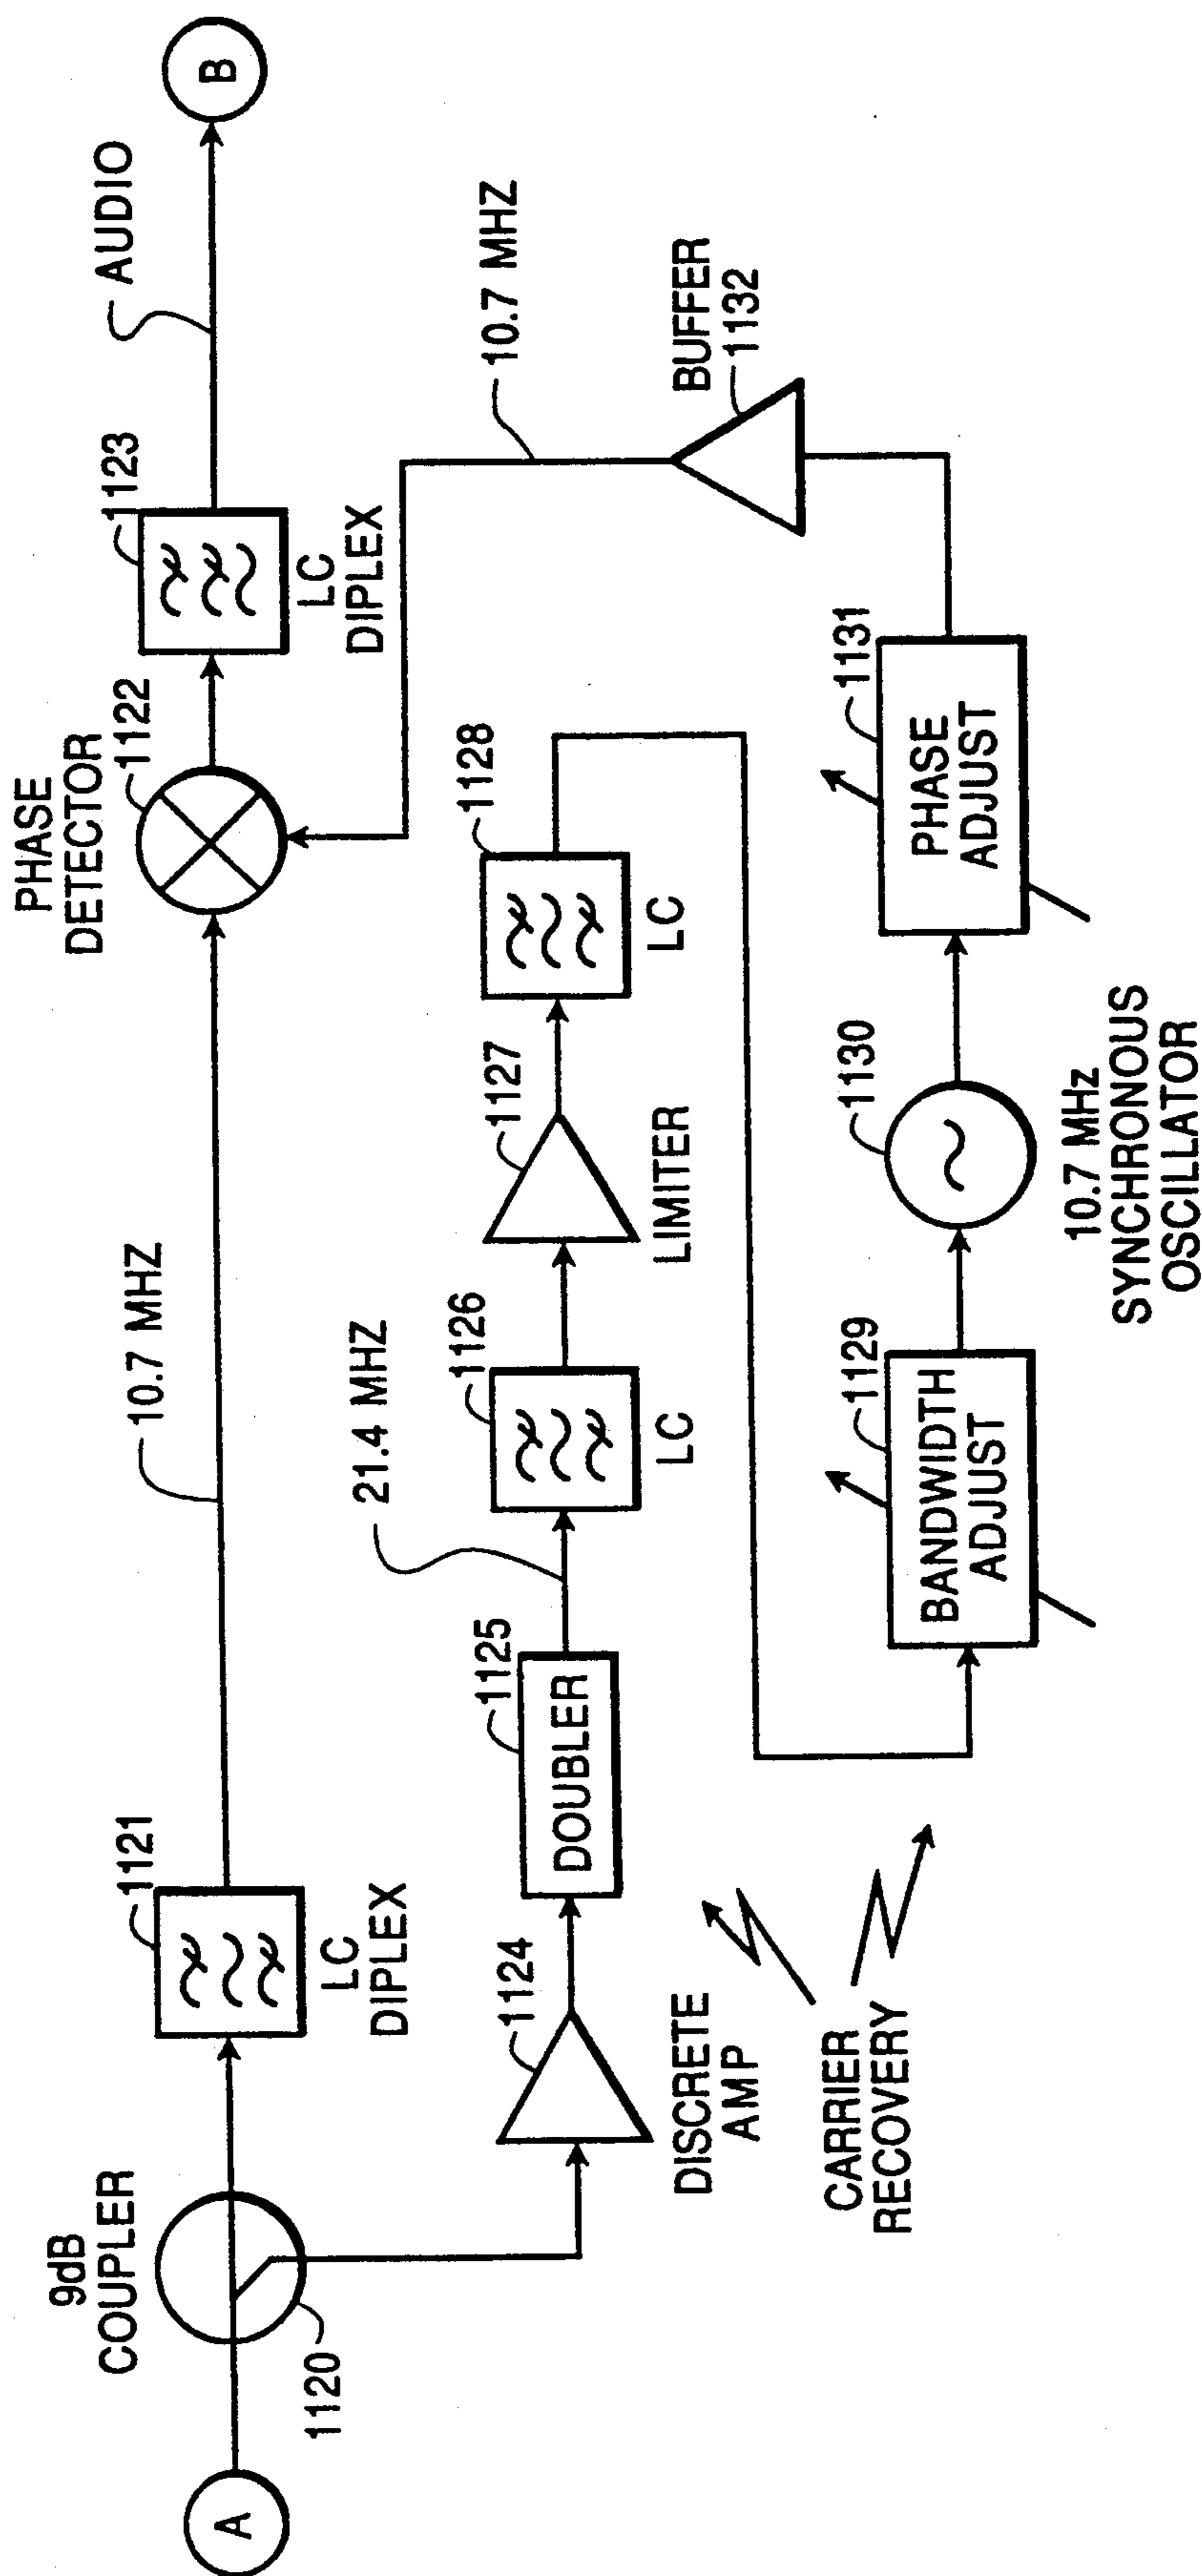 A
9dB
COUPLER
1120
1121
LC
DIPLEX
10.7 MHZ
PHASE
DETECTOR
1122
1123
LC
DIPLEX
AUDIO
B
1124
DISCRETE
AMP
1125
DOUBLER
21.4 MHZ
1126
LC
1127
LIMITER
1128
LC
10.7 MHZ
BUFFER
1132
CARRIER
RECOVERY
1129
BANDWIDTH
ADJUST
1130
10.7 MHz
SYNCHRONOUS
OSCILLATOR
1131
PHASE
ADJUST